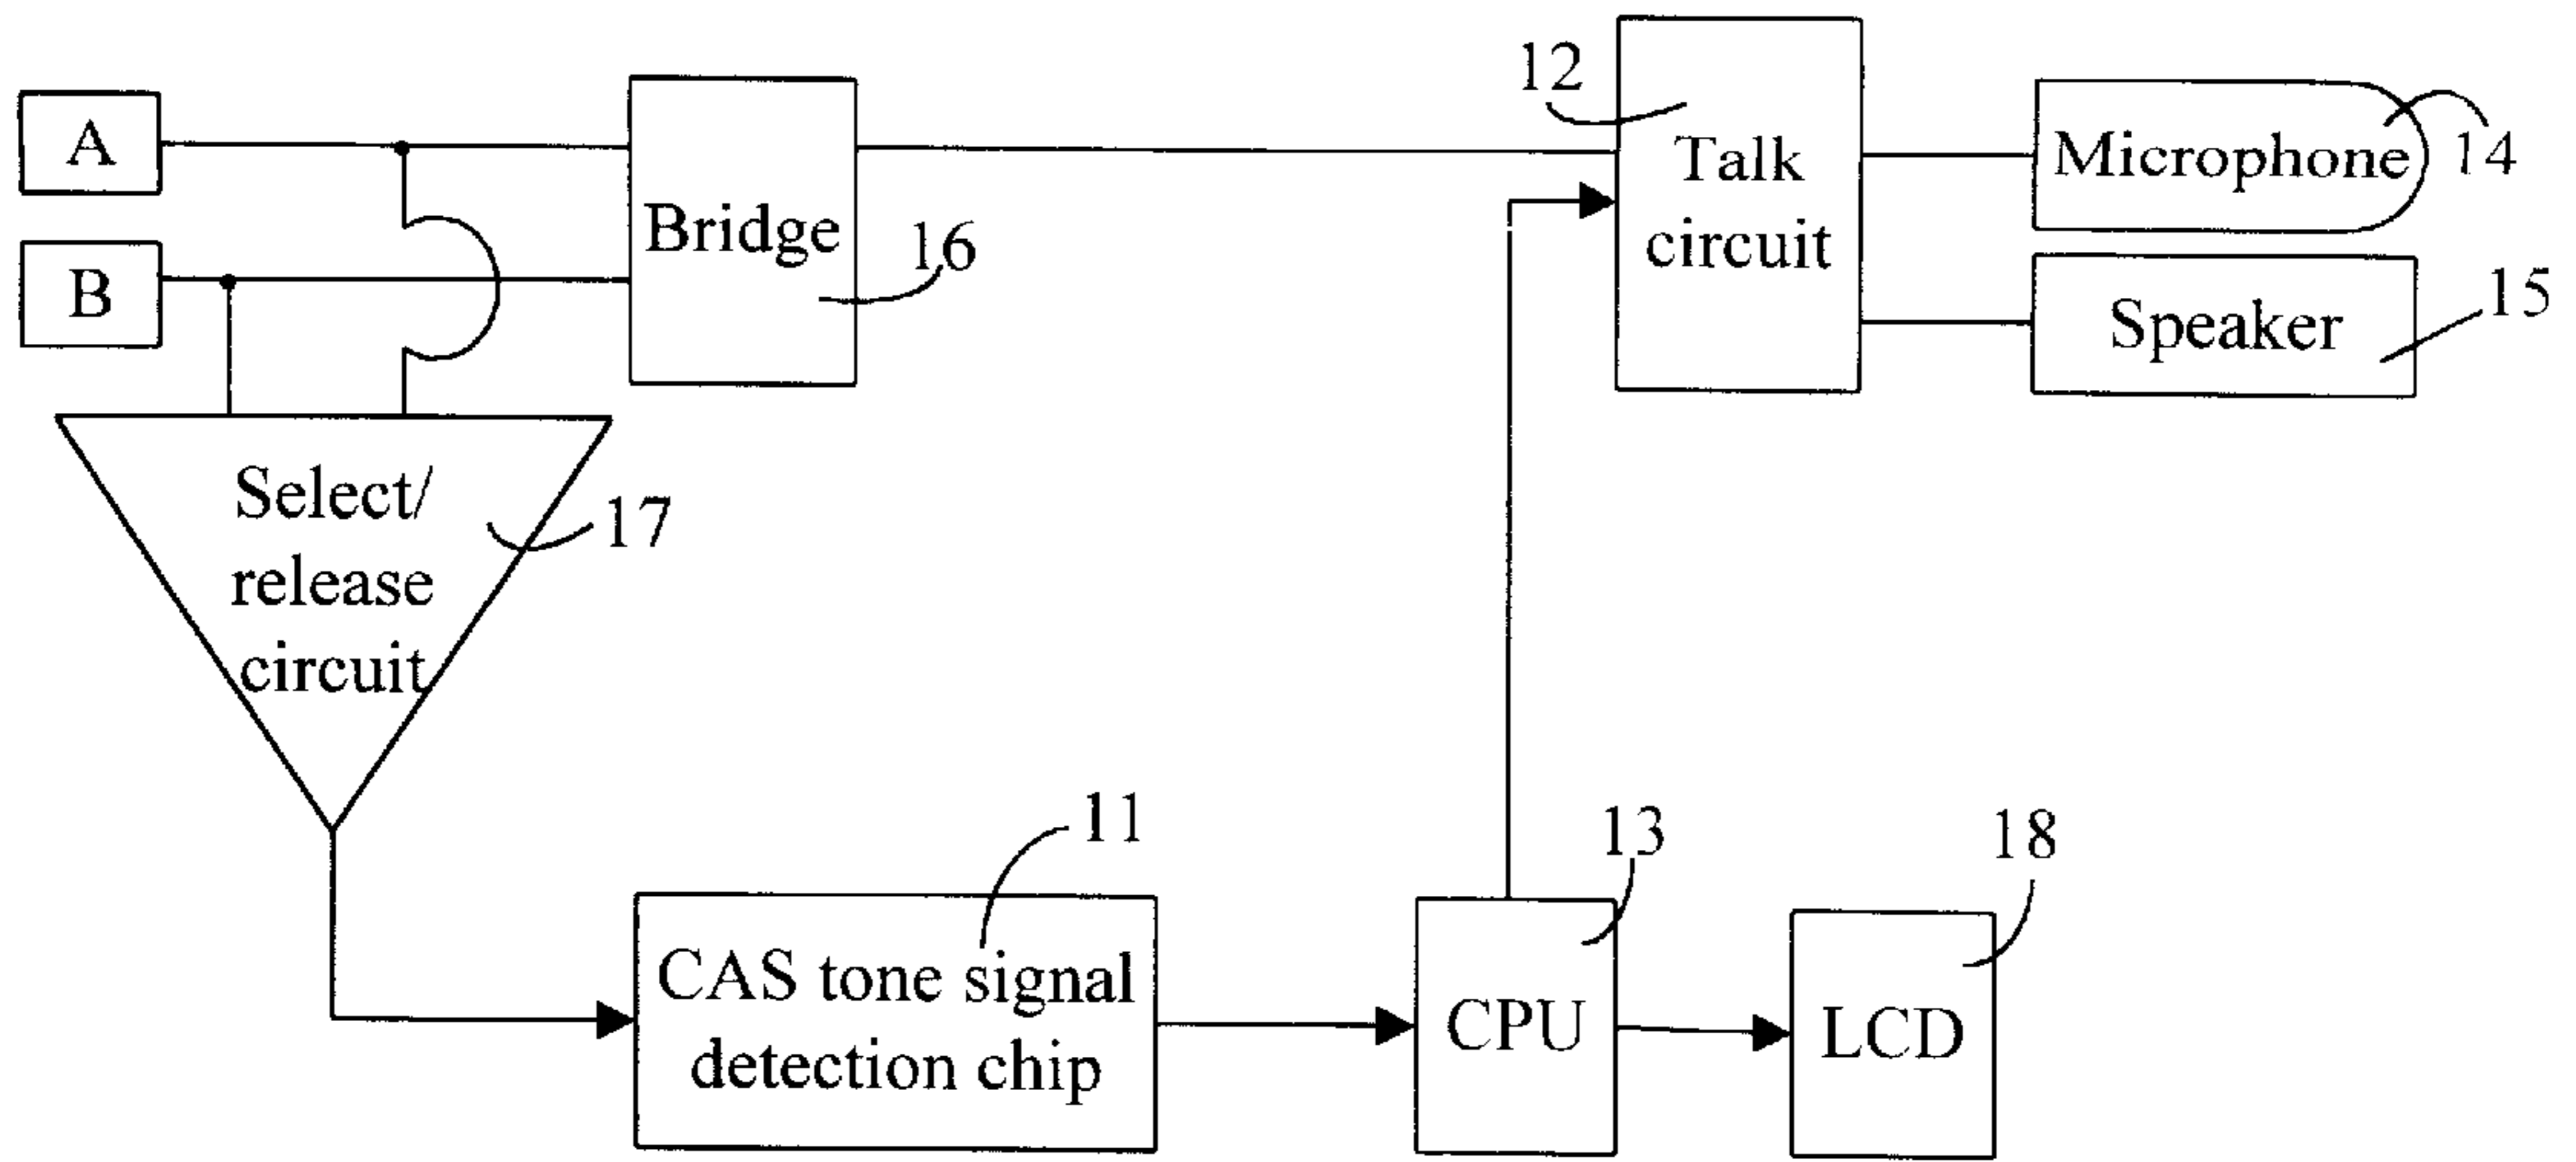 A
B
Bridge
16
12
Talk
circuit
Microphone
14
Speaker
15
Select/
release
circuit
17
11
CAS tone signal
detection chip
13
CPU
18
LCD